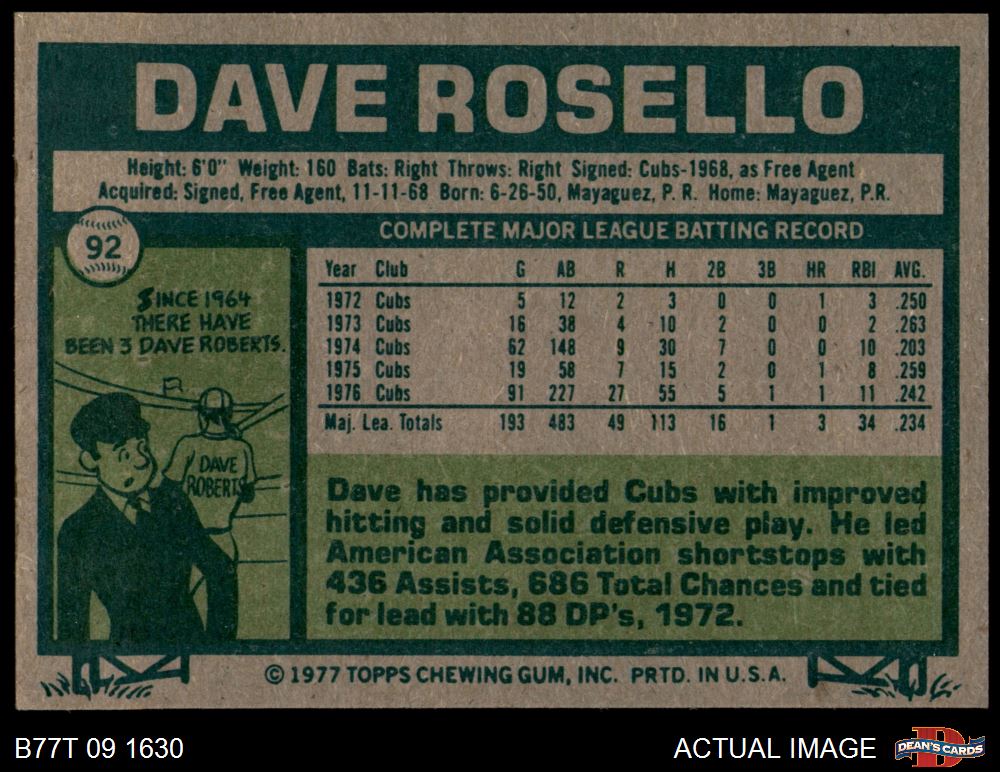 DAVE ROSELLO
Height: 6'0" Weight: 160 Bats: Right Throws: Right Signed: Cubs-1968, as Free Agent
Acquired: Signed, Free Agent, 11-11-68 Born: 6-26-50, Mayaguez, P. R. Home: Mayaguez, P.R.
92
SINCE 1964
THERE HAVE
BEEN 3 DAVE ROBERTS.
DAVE
ROBERTS
COMPLETE MAJOR LEAGUE BATTING RECORD
Year Club G AB R H 2B 3B HR RBI AVG.
1972 Cubs 5 12 2 3 0 0 1 3 .250
1973 Cubs 16 38 4 10 2 0 0 2 .263
1974 Cubs 62 148 9 30 7 0 0 10 .203
1975 Cubs 19 58 7 15 2 0 1 8 .259
1976 Cubs 91 227 27 55 5 1 1 11 .242
Maj. Lea. Totals 193 483 49 113 16 1 3 34 .234
Dave has provided Cubs with improved
hitting and solid defensive play. He led
American Association shortstops with
436 Assists, 686 Total Chances and tied
for lead with 88 DP's, 1972.
© 1977 TOPPS CHEWING GUM, INC. PRTD. IN U.S.A.
B77T 09 1630
ACTUAL IMAGE
D
DEAN'S CARDS